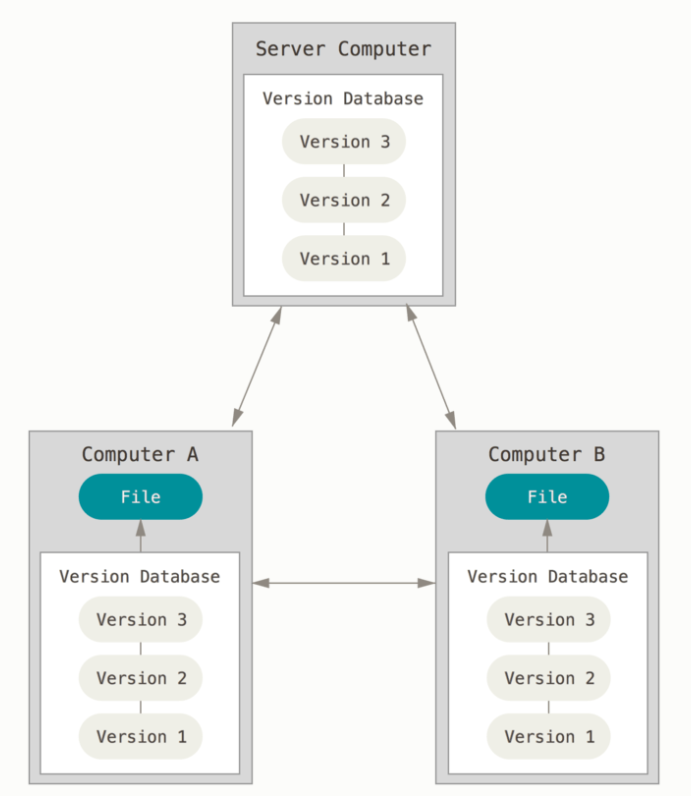 Server Computer
Version Database
Version 3
Version 2
Version 1
Computer A
File
Version Database
Version 3
Version 2
Version 1
Computer B
File
Version Database
Version 3
Version 2
Version 1